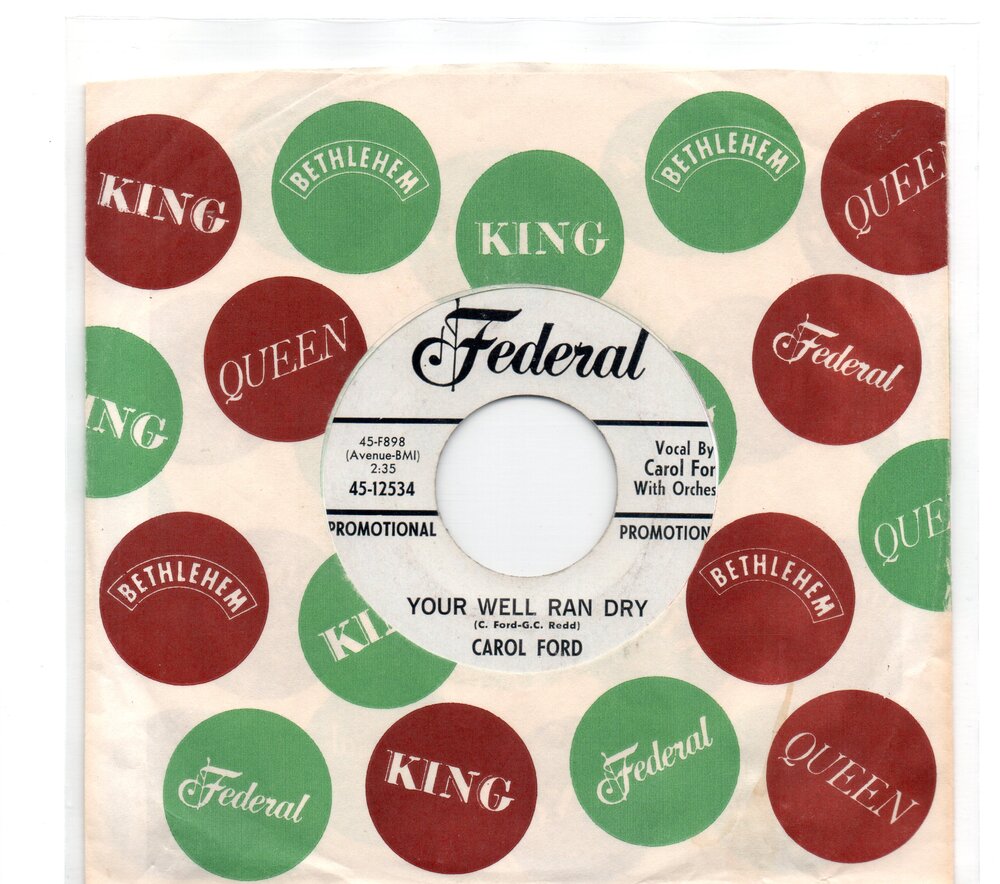 KING
BETHLEHEM
KING
BETHLEHEM
QUEEN
QUEEN
Federal
ING
Federal
45-F898
(Avenue-BMI)
2:35
45-12534
Vocal By
Carol For
With Orches
PROMOTIONAL
PROMOTION
QUE
BETHLEHEM
BETHLEHEM
KI
YOUR WELL RAN DRY
(C. Ford-G.C. Redd)
CAROL FORD
Federal
KING
Federal
QUEEN